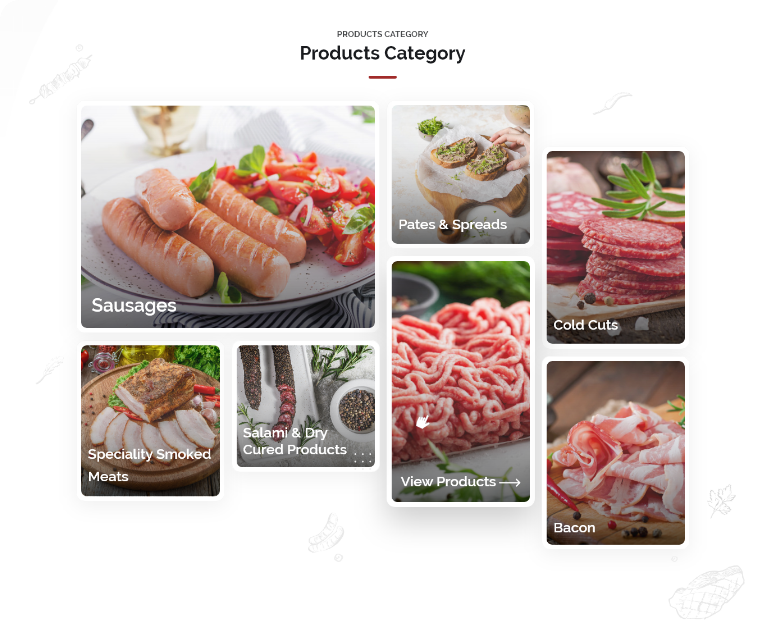 PRODUCTS CATEGORY
Products Category
Sausages
Pates & Spreads
Cold Cuts
Speciality Smoked
Meats
Salami & Dry
Cured Products
View Products
Bacon